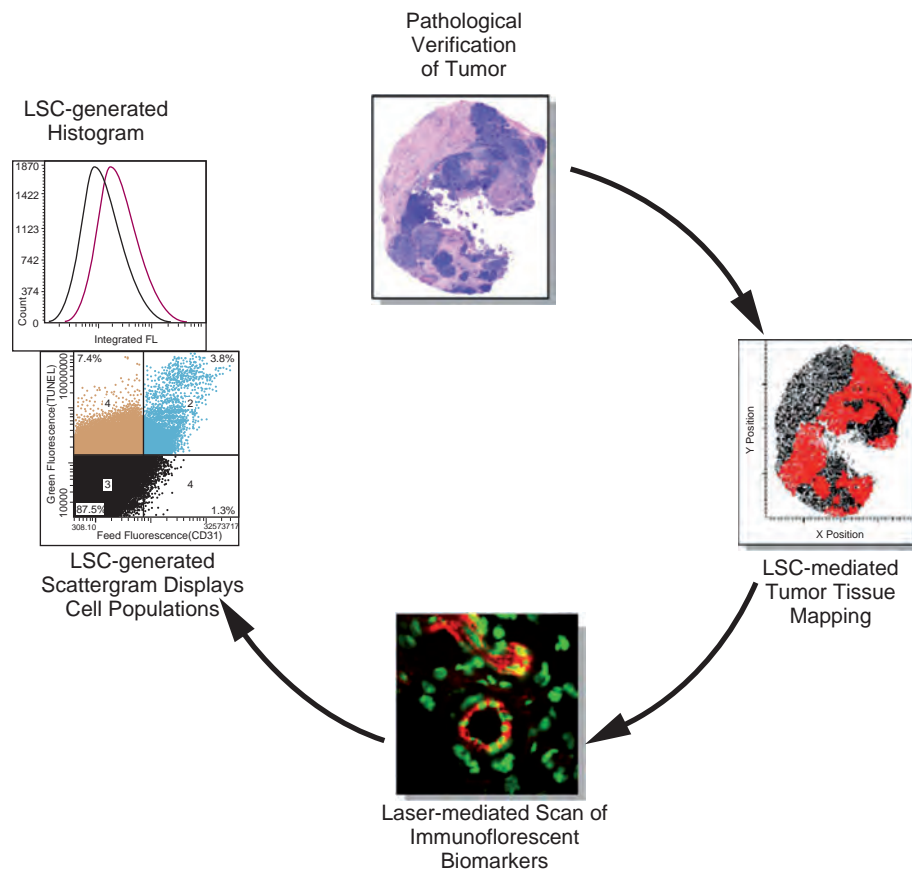 Pathological
Verification
of Tumor
LSC-generated
Histogram
1870
1422
1123
742
374
0
Count
Integrated FL
7.4%
3.8%
4
2
3
4
87.5%
1.3%
10000000
10000
Green Fluorescence(TUNEL)
308.10
32573717
Feed Fluorescence(CD31)
LSC-generated
Scattergram Displays
Cell Populations
Y Position
X Position
LSC-mediated
Tumor Tissue
Mapping
Laser-mediated Scan of
Immunoflorescent
Biomarkers